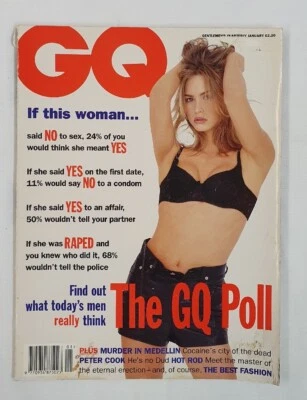 GQ
GENTLEMEN'S QUARTERLY JANUARY
If this woman...
said NO to sex, 24% of you
would think she meant YES
If she said YES on the first date,
11% would say NO to a condom
If she said YES to an affair,
50% wouldn't tell your partner
If she was RAPED and
you knew who did it, 68%
wouldn't tell the police
Find out
what today's men
really think
The GQ Poll
PLUS MURDER IN MEDELLIN Cocaine's city of the dead
PETER COOK He's no Dud HOT ROD Meet the master of
the eternal erection—and, of course, THE BEST FASHION